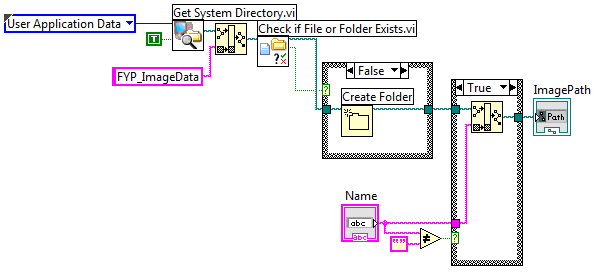 Get System Directory.vi
User Application Data
T
Check if File or Folder Exists.vi
FYP_ImageData
?
False
?
Create Folder
True
ImagePath
Path
Name
abc
abc
""
≠
?